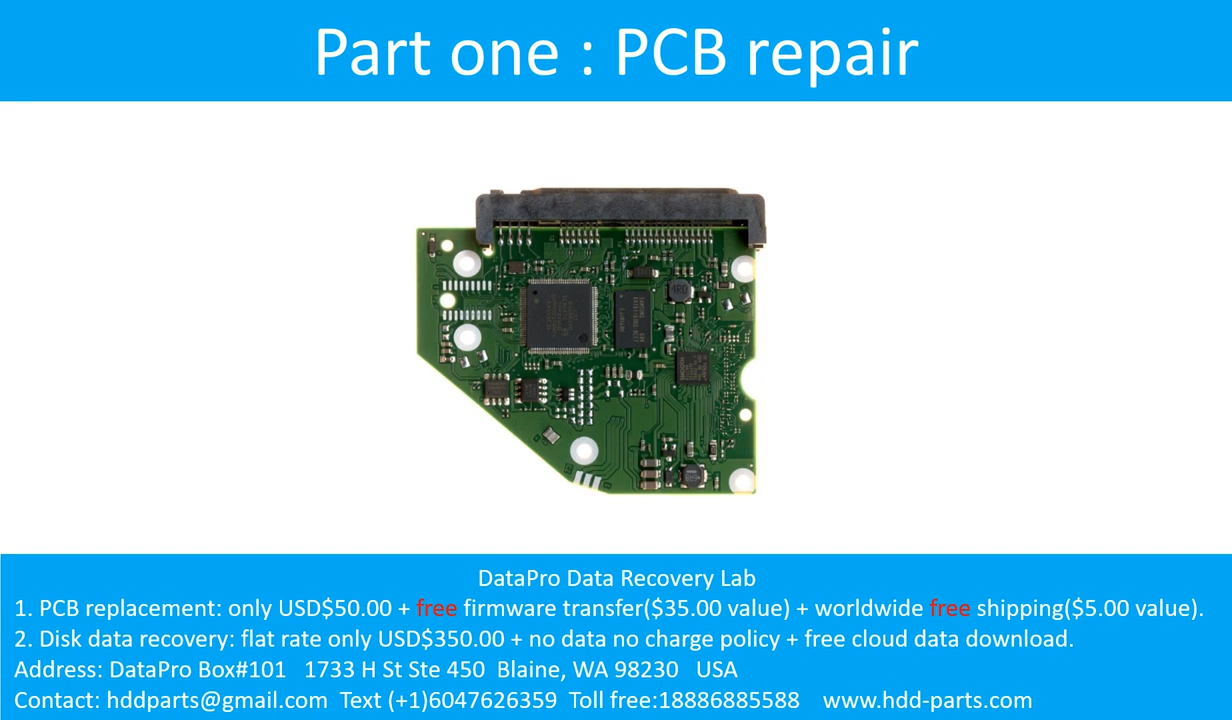 Part one : PCB repair
4R0
DataPro Data Recovery Lab
1. PCB replacement: only USD$50.00 + free firmware transfer($35.00 value) + worldwide free shipping($5.00 value).
2. Disk data recovery: flat rate only USD$350.00 + no data no charge policy + free cloud data download.
Address: DataPro Box#101 1733 H St Ste 450 Blaine, WA 98230 USA
Contact: hddparts@gmail.com Text (+1)6047626359 Toll free:18886885588 www.hdd-parts.com